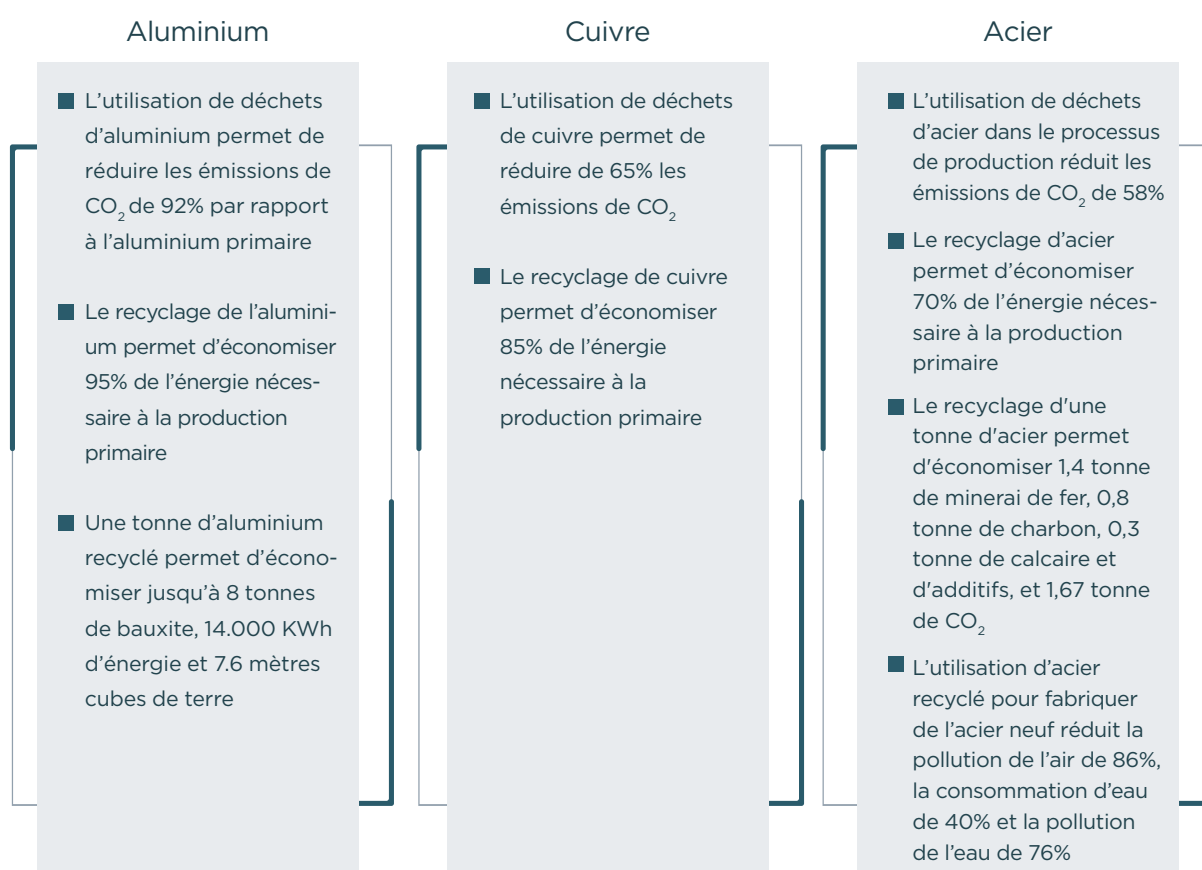 Aluminium
L’utilisation de déchets
d’aluminium permet de
réduire les émissions de
CO₂ de 92% par rapport
à l’aluminium primaire
Le recyclage de l’alumini-
um permet d’économiser
95% de l’énergie néces-
saire à la production
primaire
Une tonne d’aluminium
recyclé permet d’écono-
miser jusqu’à 8 tonnes
de bauxite, 14.000 KWh
d’énergie et 7.6 mètres
cubes de terre
Cuivre
L’utilisation de déchets
de cuivre permet de
réduire de 65% les
émissions de CO₂
Le recyclage de cuivre
permet d’économiser
85% de l’énergie
nécessaire à la
production primaire
Acier
L’utilisation de déchets
d’acier dans le processus
de production réduit les
émissions de CO₂ de 58%
Le recyclage d’acier
permet d’économiser
70% de l’énergie néces-
saire à la production
primaire
Le recyclage d'une
tonne d'acier permet
d'économiser 1,4 tonne
de minerai de fer, 0,8
tonne de charbon, 0,3
tonne de calcaire et
d'additifs, et 1,67 tonne
de CO₂
L’utilisation d’acier
recyclé pour fabriquer
de l’acier neuf réduit la
pollution de l’air de 86%,
la consommation d’eau
de 40% et la pollution
de l’eau de 76%